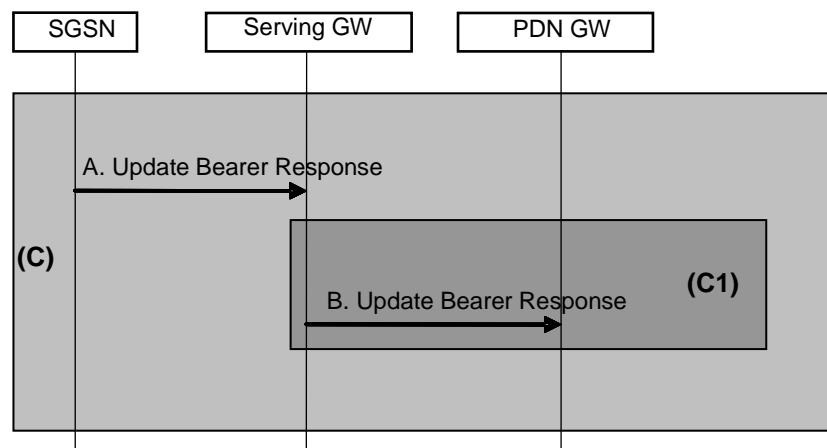 SGSN
Serving GW
PDN GW
A. Update Bearer Response
(C)
(C1)
B. Update Bearer Response